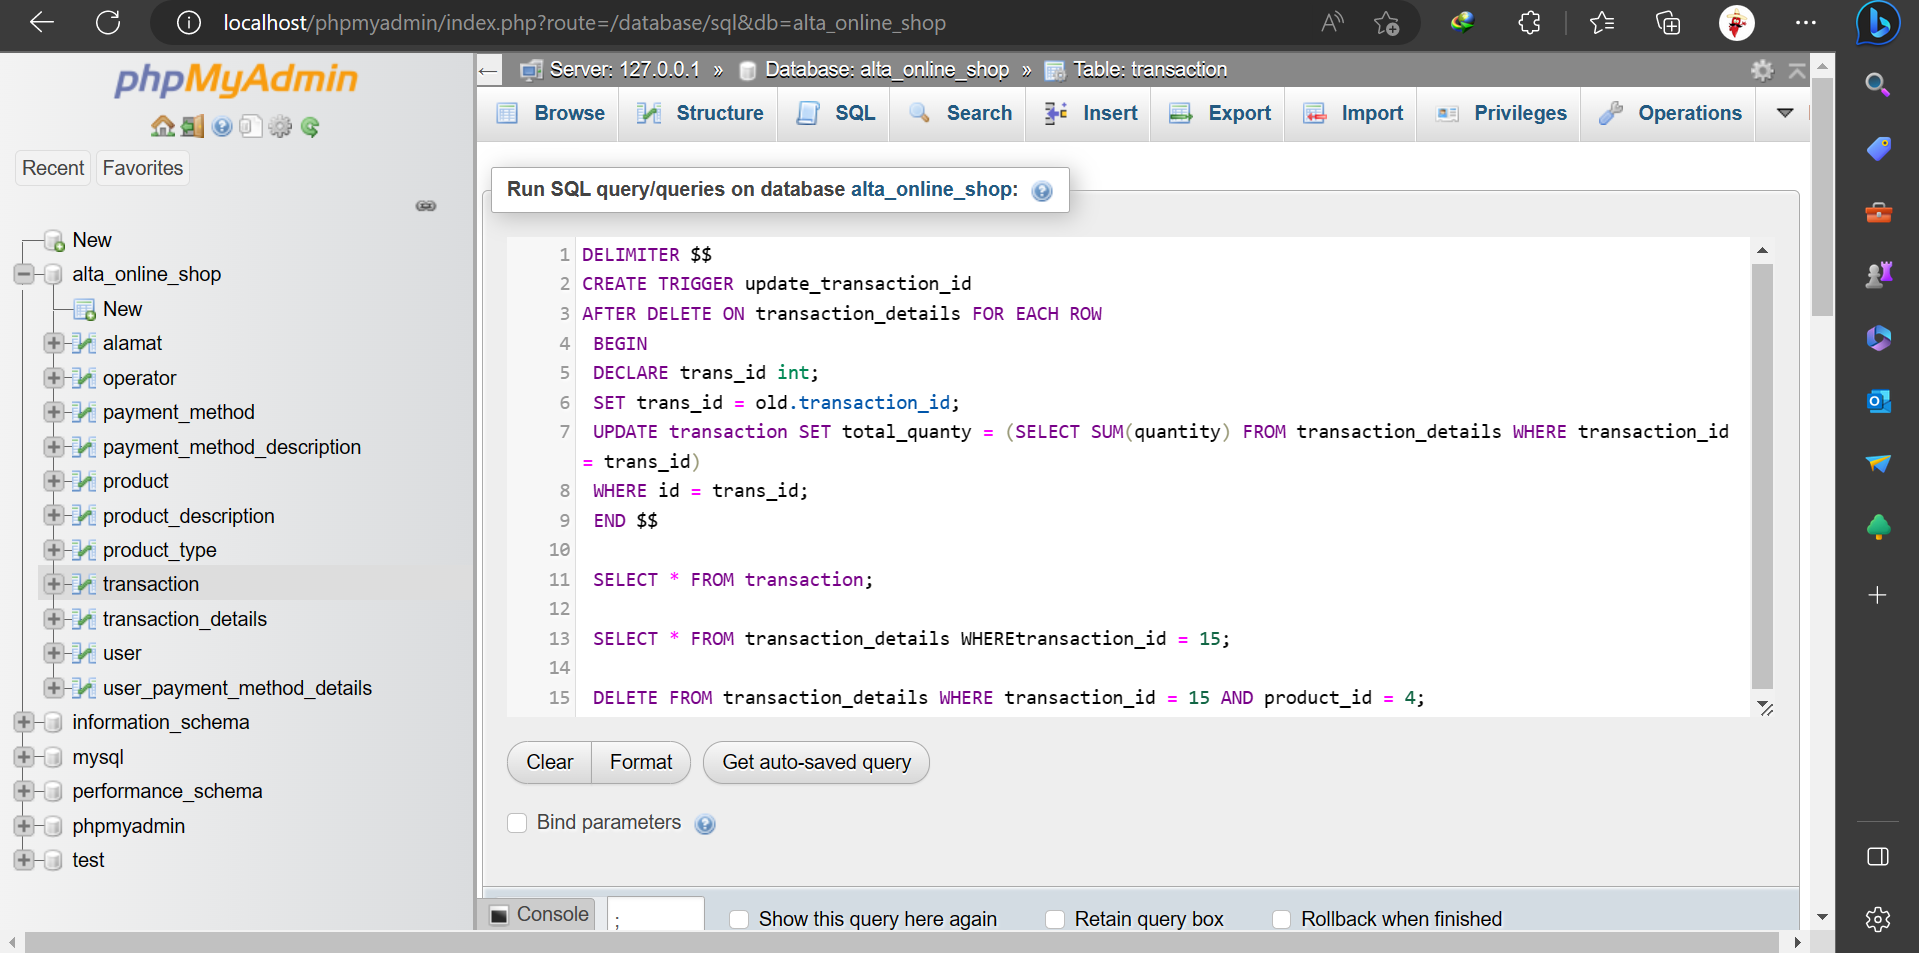 localhost/phpmyadmin/index.php?route=/database/sql&db=alta_online_shop
phpMyAdmin
Recent Favorites
New
alta_online_shop
New
alamat
operator
payment_method
payment_method_description
product
product_description
product_type
transaction
transaction_details
user
user_payment_method_details
information_schema
mysql
performance_schema
phpmyadmin
test
Server: 127.0.0.1 » Database: alta_online_shop » Table: transaction
Browse Structure SQL Search Insert Export Import Privileges Operations
Run SQL query/queries on database alta_online_shop:
1 DELIMITER $$
2 CREATE TRIGGER update_transaction_id
3 AFTER DELETE ON transaction_details FOR EACH ROW
4 BEGIN
5 DECLARE trans_id int;
6 SET trans_id = old.transaction_id;
7 UPDATE transaction SET total_quanty = (SELECT SUM(quantity) FROM transaction_details WHERE transaction_id
= trans_id)
8 WHERE id = trans_id;
9 END $$
10
11 SELECT * FROM transaction;
12
13 SELECT * FROM transaction_details WHEREtransaction_id = 15;
14
15 DELETE FROM transaction_details WHERE transaction_id = 15 AND product_id = 4;
Clear Format Get auto-saved query
Bind parameters
Console ; Show this query here again Retain query box Rollback when finished